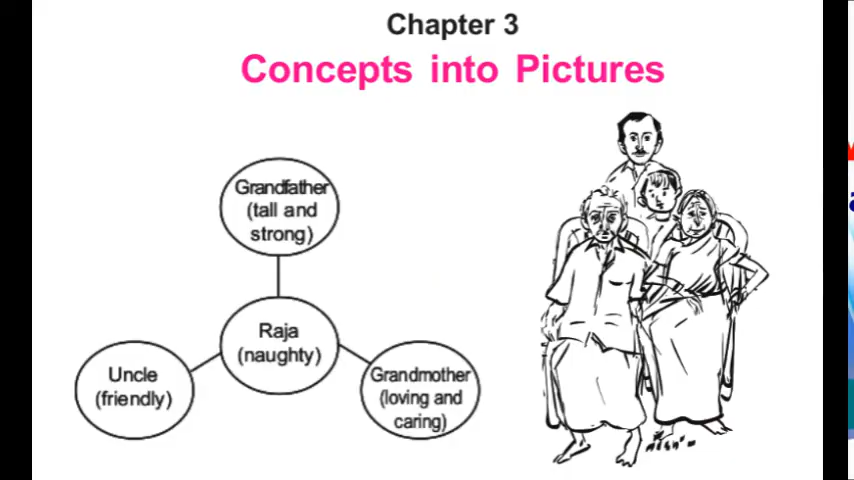 Chapter 3
Concepts into Pictures
Grandfather
(tall and
strong)
Raja
(naughty)
Uncle
(friendly)
Grandmother
(loving and
caring)